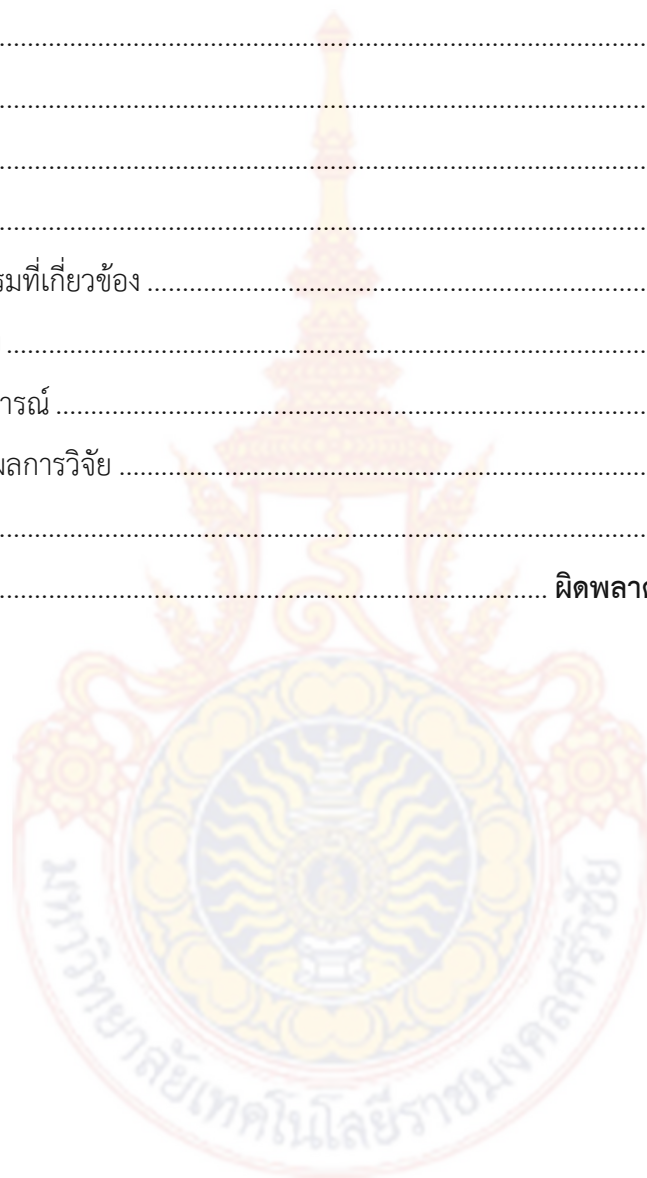 ................................................................................
................................................................................
................................................................................
................................................................................
รมที่เกี่ยวข้อง ................................................................
................................................................................
ารณ์ ................................................................................
ผลการวิจัย ................................................................
................................................................................
................................................................ ผิดพลา
มหาวิทยาลัยเทคโนโลยีราชมงคลศรีวิชัย